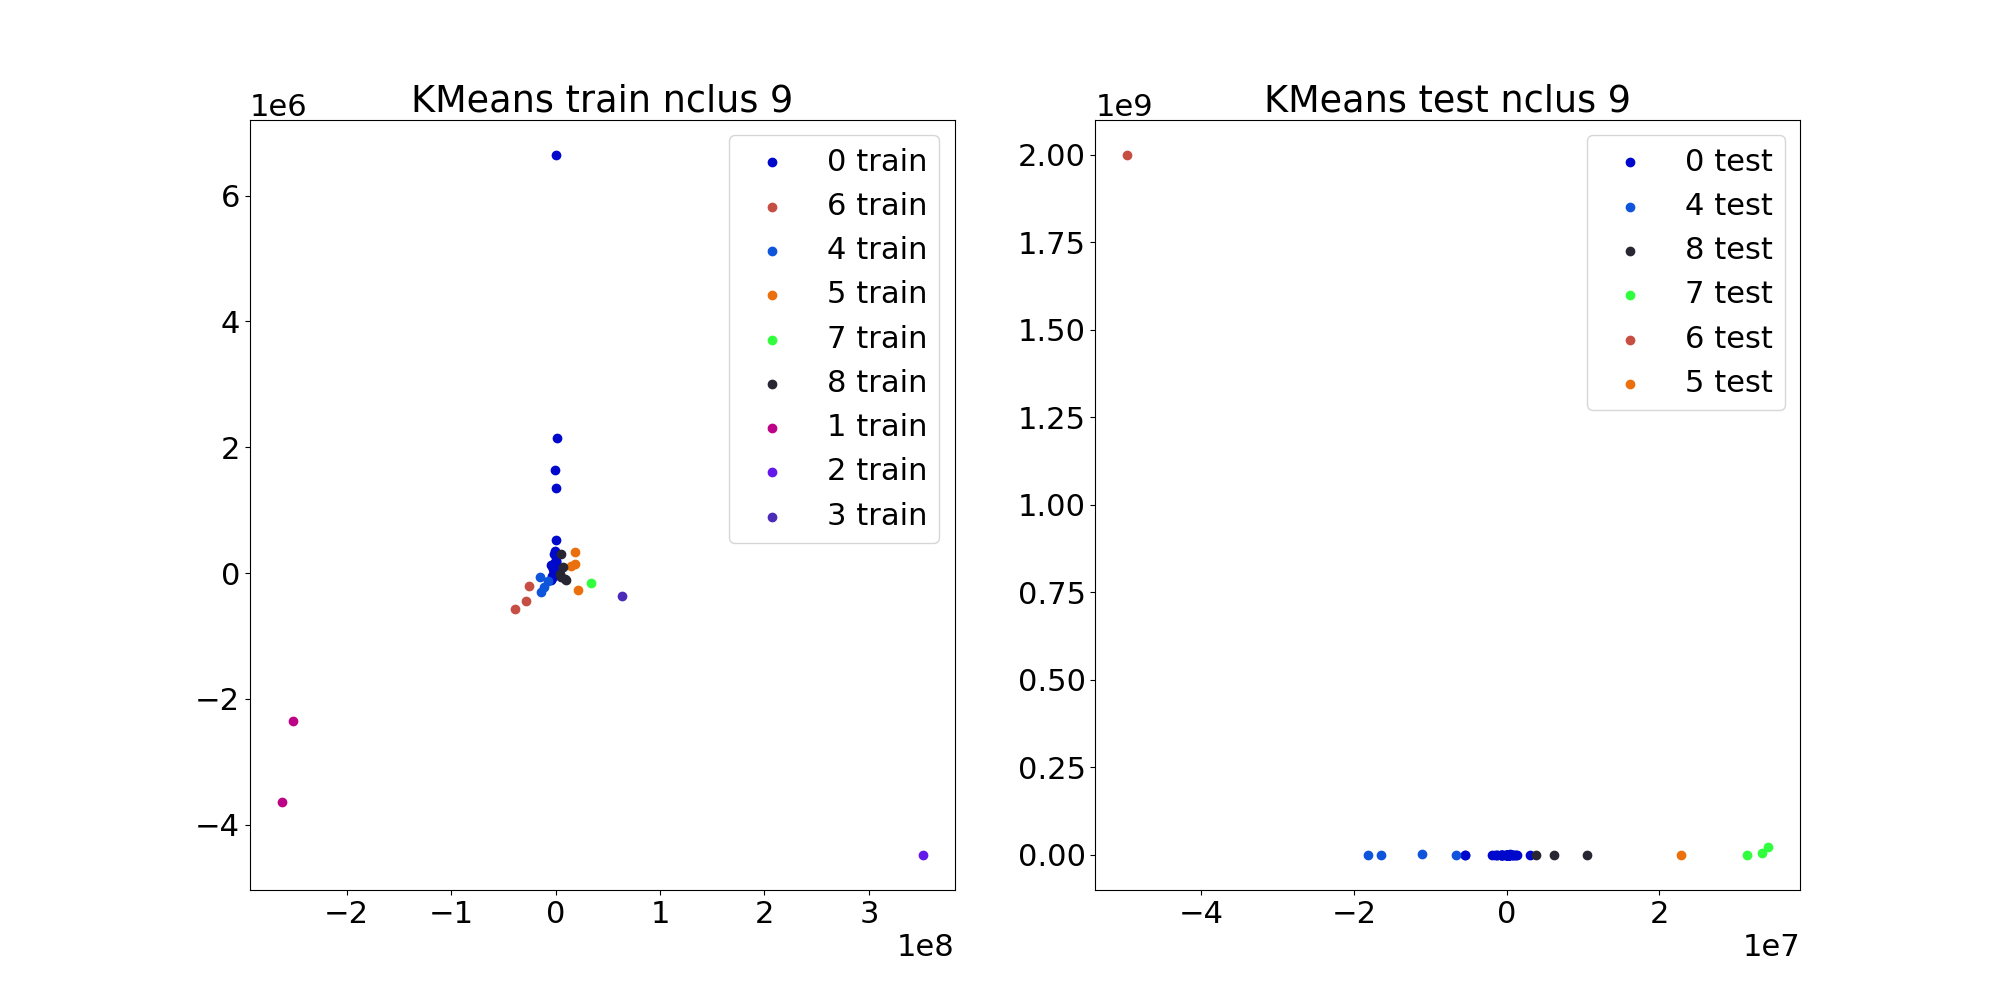 KMeans train nclus 9
1e6
6
4
2
0
−2
−4
0 train
6 train
4 train
5 train
7 train
8 train
1 train
2 train
3 train
−2 −1 0 1 2 3
1e8
KMeans test nclus 9
1e9
2.00
1.75
1.50
1.25
1.00
0.75
0.50
0.25
0.00
0 test
4 test
8 test
7 test
6 test
5 test
−4 −2 0 2
1e7